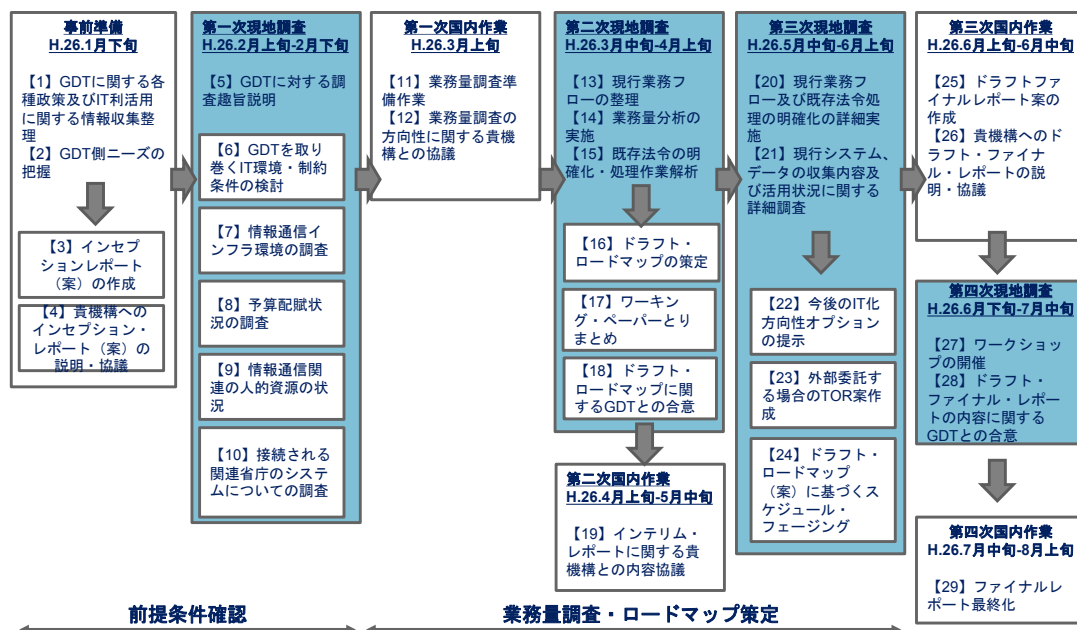 事前準備
H.26.1月下旬
【1】GDTに関する各
種政策及びIT利活用
に関する情報収集整
理
【2】GDT側ニーズの
把握
【3】インセプ
ションレポート
（案）の作成
【4】貴機構への
インセプション・
レポート（案）の
説明・協議
第一次現地調査
H.26.2月上旬-2月下旬
【5】GDTに対する調
査趣旨説明
【6】GDTを取り
巻くIT環境・制約
条件の検討
【7】情報通信イ
ンフラ環境の調査
【8】予算配賦状
況の調査
【9】情報通信関
連の人的資源の状
況
【10】接続される
関連省庁のシステ
ムについての調査
第一次国内作業
H.26.3月上旬
【11】業務量調査準
備作業
【12】業務量調査の
方向性に関する貴機
構との協議
第二次現地調査
H.26.3月中旬-4月上旬
【13】現行業務フ
ローの整理
【14】業務量分析の
実施
【15】既存法令の明
確化・処理作業解析
【16】ドラフト・
ロードマップの策定
【17】ワーキン
グ・ペーパーとり
まとめ
【18】ドラフト・
ロードマップに関
するGDTとの合意
第二次国内作業
H.26.4月上旬-5月中旬
【19】インテリム・
レポートに関する貴
機構との内容協議
第三次現地調査
H.26.5月中旬-6月上旬
【20】現行業務フ
ロー及び既存法令処
理の明確化の詳細実
施
【21】現行システム、
データの収集内容及
び活用状況に関する
詳細調査
【22】今後のIT化
方向性オプション
の提示
【23】外部委託す
る場合のTOR案作
成
【24】ドラフト・
ロードマップ
（案）に基づくス
ケジュール・
フェージング
第三次国内作業
H.26.6月上旬-6月中旬
【25】ドラフトファ
イナルレポート案の
作成
【26】貴機構へのド
ラフト・ファイナ
ル・レポートの説
明・協議
第四次現地調査
H.26.6月下旬-7月中旬
【27】ワークショッ
プの開催
【28】ドラフト・
ファイナル・レポー
トの内容に関する
GDTとの合意
第四次国内作業
H.26.7月中旬-8月上旬
【29】ファイナルレ
ポート最終化
前提条件確認
業務量調査・ロードマップ策定